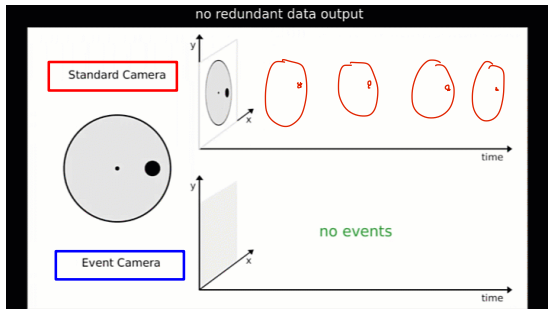 no redundant data output
Standard Camera
y
x
time
y
no events
Event Camera
x
time